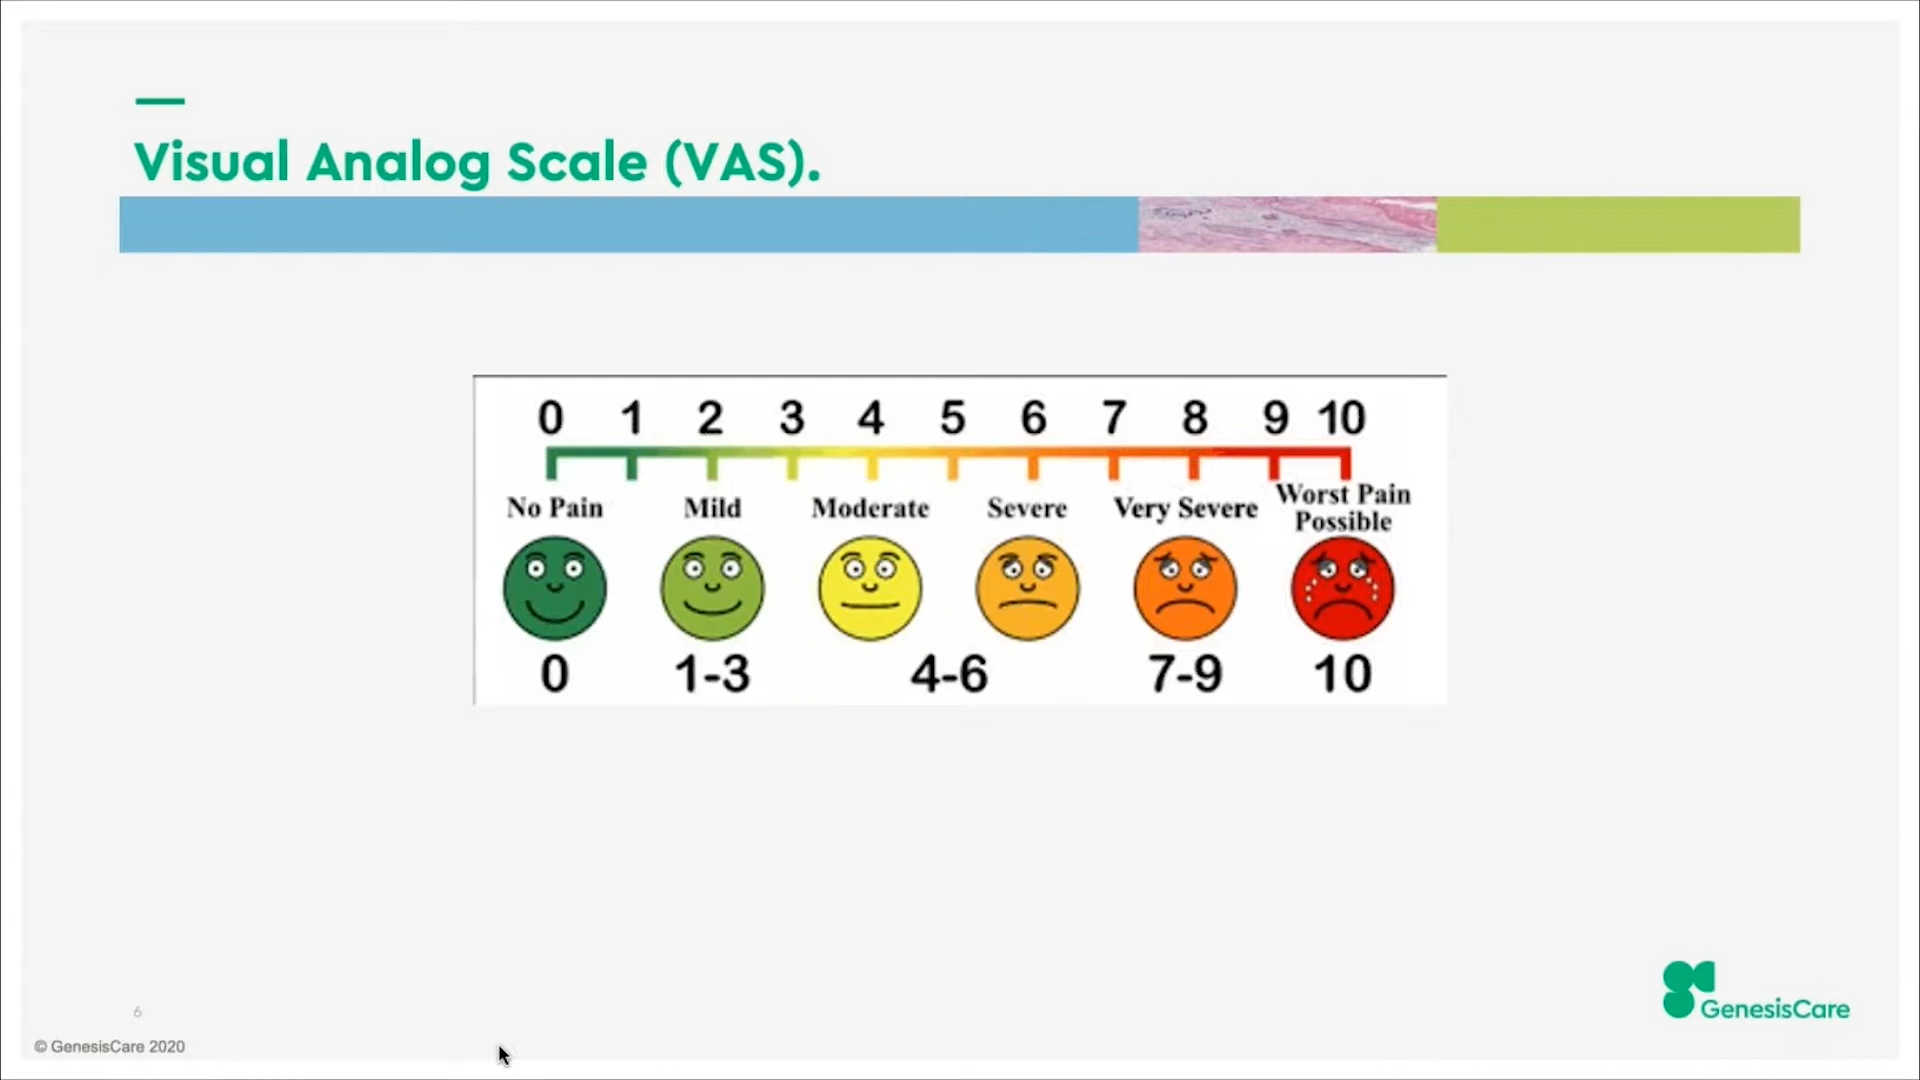 Visual Analog Scale (VAS).
0 1 2 3 4 5 6 7 8 9 10
No Pain Mild Moderate Severe Very Severe Worst Pain Possible
0 1-3 4-6 7-9 10
6
GenesisCare
© GenesisCare 2020